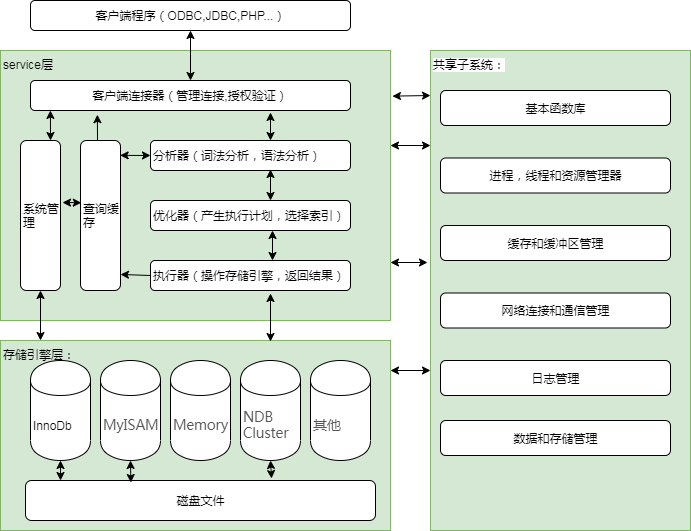 客户端程序（ODBC,JDBC,PHP...）
service层
客户端连接器（管理连接,授权验证）
系统
管理
查询缓
存
分析器（词法分析，语法分析）
优化器（产生执行计划，选择索引）
执行器（操作存储引擎，返回结果）
存储引擎层：
InnoDb
MyISAM
Memory
NDB
Cluster
其他
磁盘文件
共享子系统：
基本函数库
进程，线程和资源管理器
缓存和缓冲区管理
网络连接和通信管理
日志管理
数据和存储管理